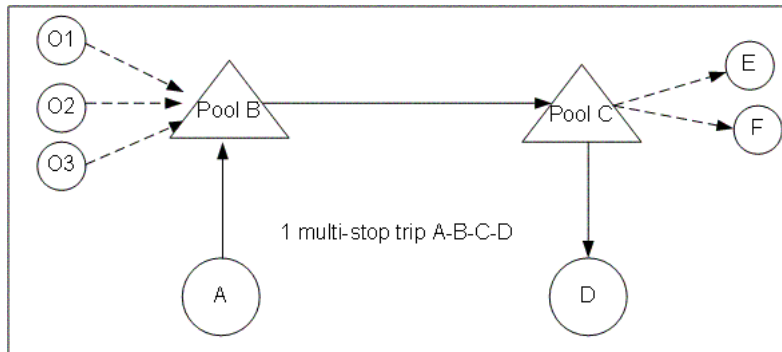 O1
E
O2
Pool B
Pool C
F
O3
1 multi-stop trip A-B-C-D
A
D